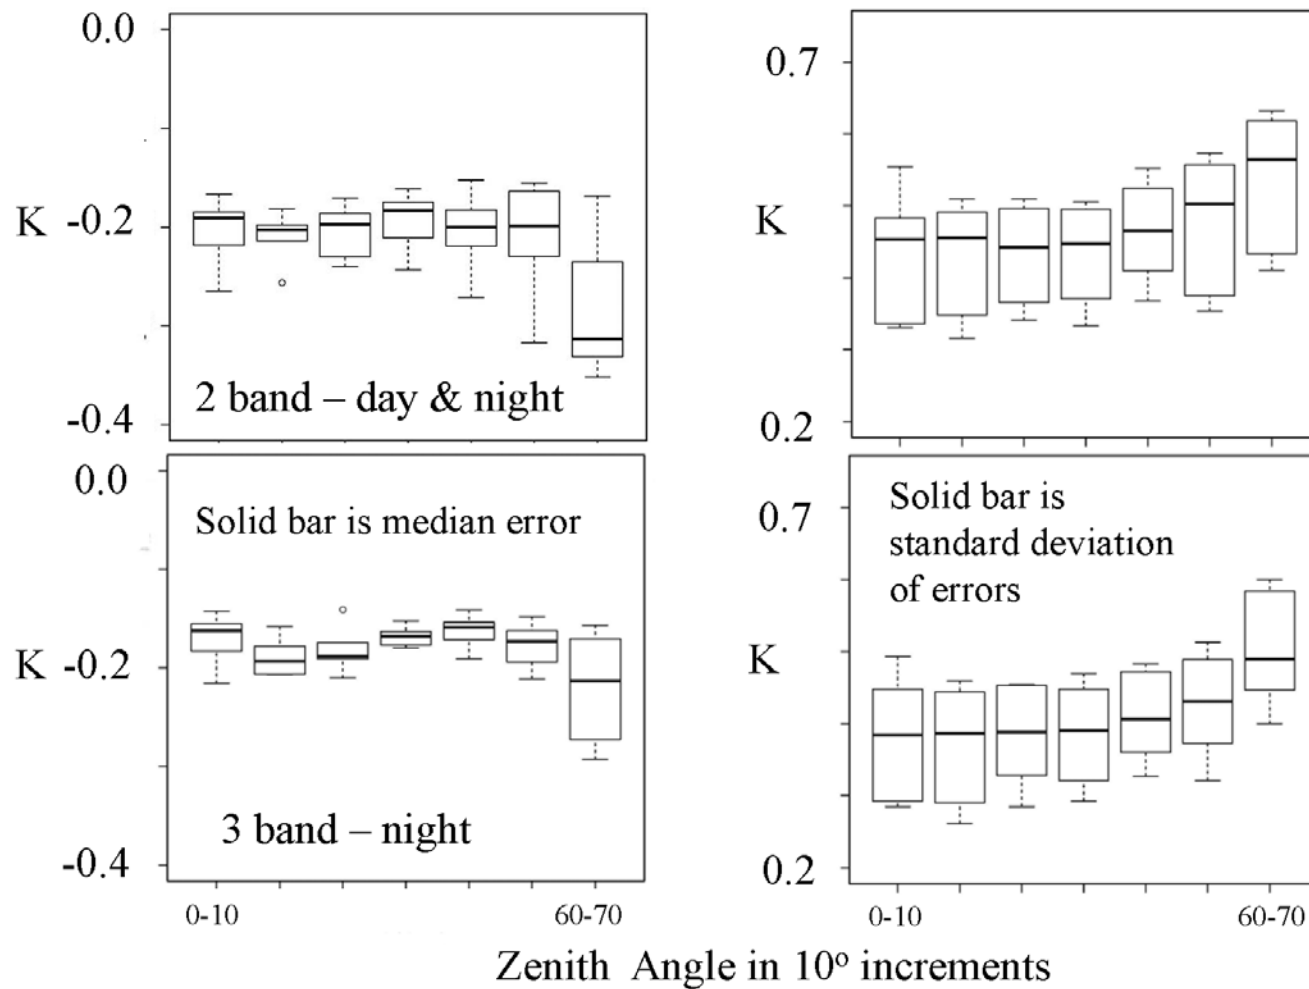 0.0
K -0.2
-0.4
2 band – day & night
0.7
K
0.2
0.0
K -0.2
-0.4
Solid bar is median error
3 band – night
0-10
60-70
0.7
K
0.2
Solid bar is
standard deviation
of errors
0-10
60-70
Zenith Angle in 10º increments